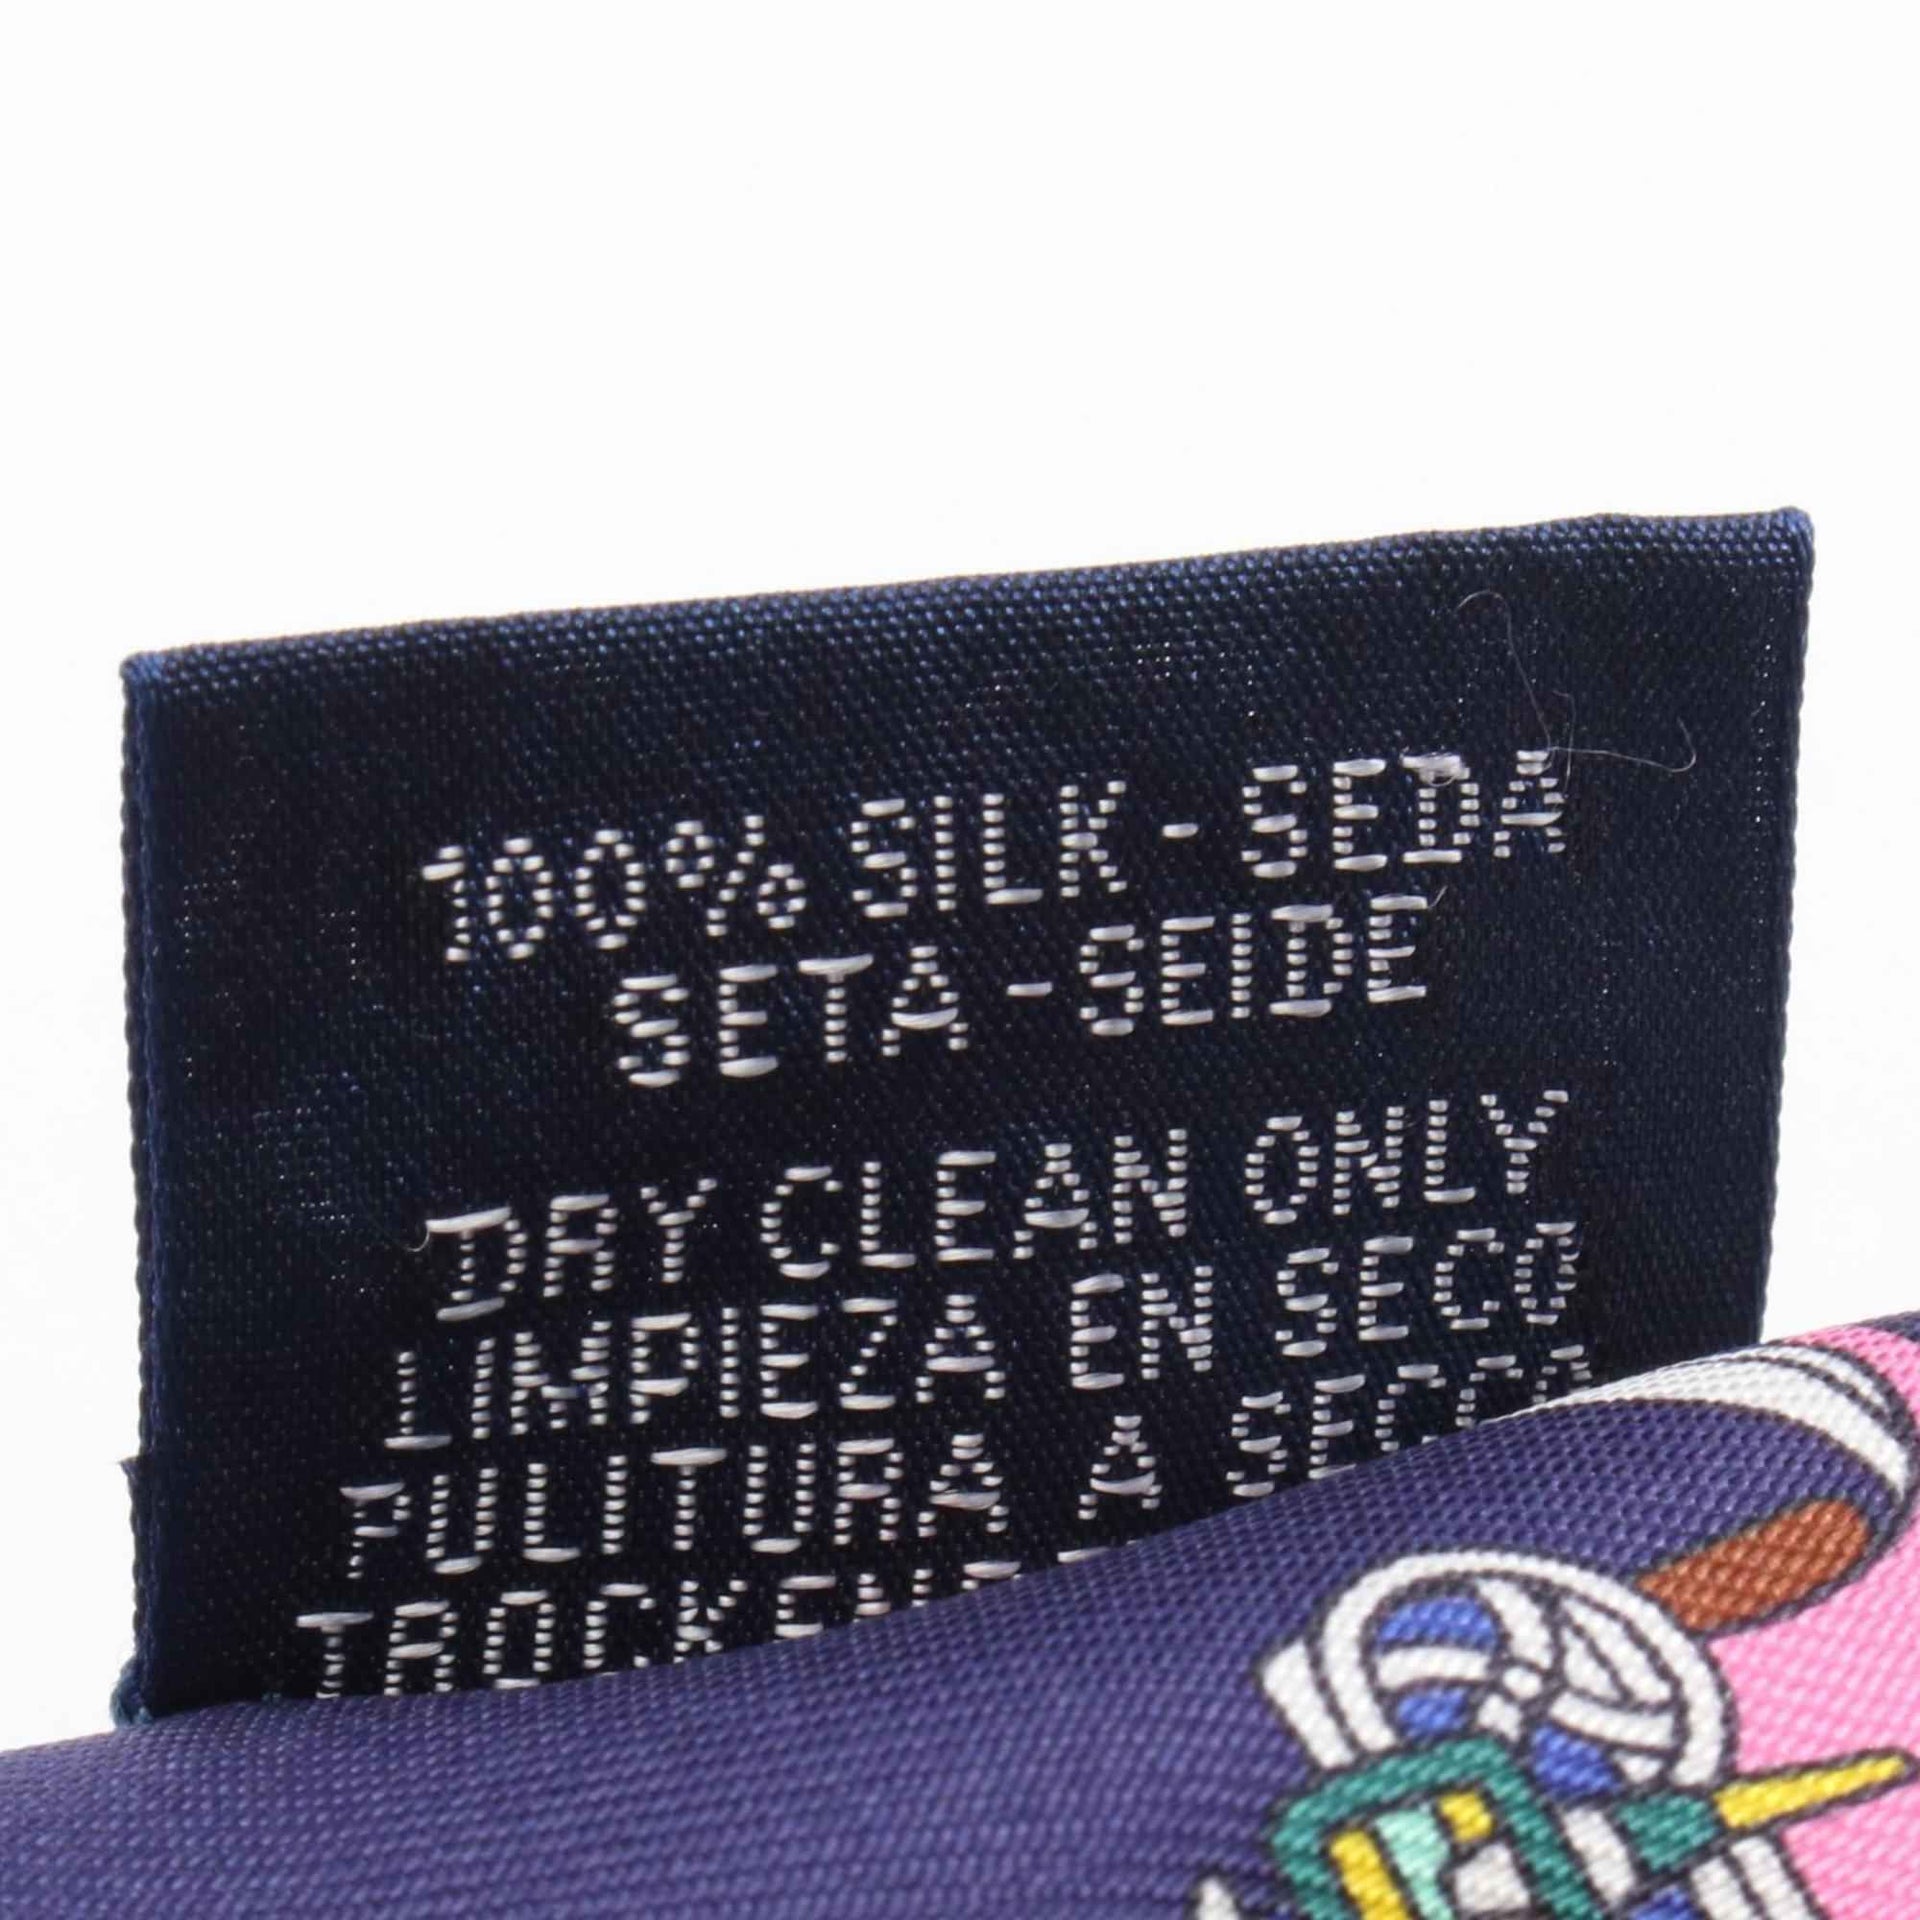 100% SILK - SEDA
SETA - SEIDE
DRY CLEAN ONLY
LIMPIEZA EN SECO
PULITURA A SECCO